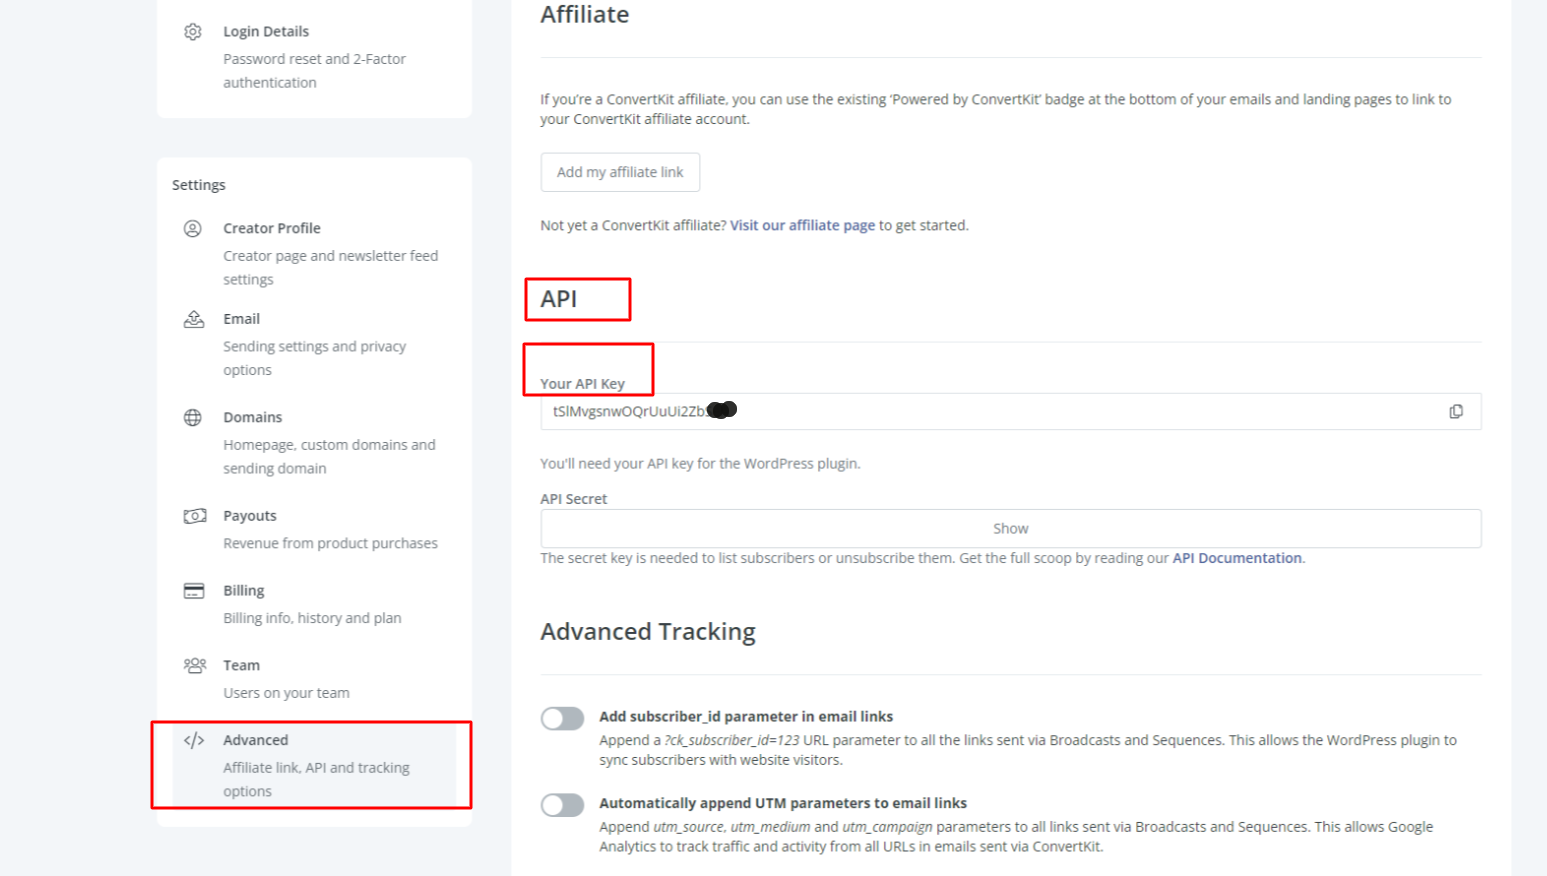 Login Details
Password reset and 2-Factor
authentication
Settings
Creator Profile
Creator page and newsletter feed
settings
Email
Sending settings and privacy
options
Domains
Homepage, custom domains and
sending domain
Payouts
Revenue from product purchases
Billing
Billing info, history and plan
Team
Users on your team
</> Advanced
Affiliate link, API and tracking
options
Affiliate
If you're a ConvertKit affiliate, you can use the existing ‘Powered by ConvertKit’ badge at the bottom of your emails and landing pages to link to
your ConvertKit affiliate account.
Add my affiliate link
Not yet a ConvertKit affiliate? Visit our affiliate page to get started.
API
Your API Key
tSlMvgsnwOQrUuUi2Zb
You'll need your API key for the WordPress plugin.
API Secret
Show
The secret key is needed to list subscribers or unsubscribe them. Get the full scoop by reading our API Documentation.
Advanced Tracking
Add subscriber_id parameter in email links
Append a ?ck_subscriber_id=123 URL parameter to all the links sent via Broadcasts and Sequences. This allows the WordPress plugin to
sync subscribers with website visitors.
Automatically append UTM parameters to email links
Append utm_source, utm_medium and utm_campaign parameters to all links sent via Broadcasts and Sequences. This allows Google
Analytics to track traffic and activity from all URLs in emails sent via ConvertKit.